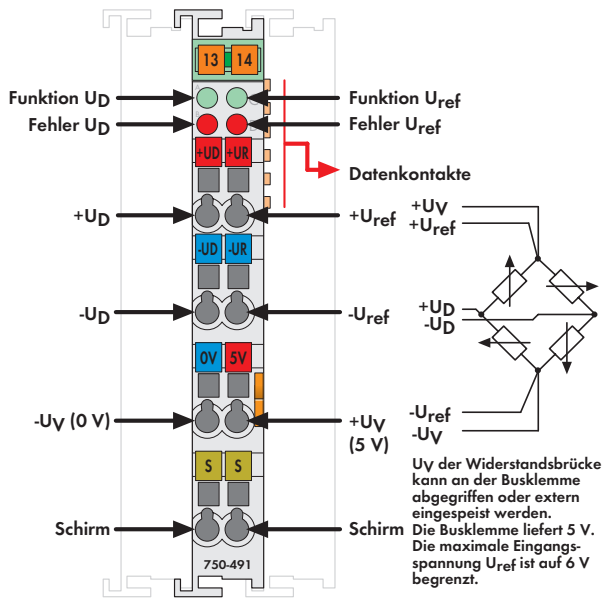 13 14
Funktion UD
Funktion Uref
Fehler UD
Fehler Uref
+UD +UR
Datenkontakte
+UD
+Uref
-UD -UR
-UD
-Uref
0V 5V
-UV (0 V)
+UV
(5 V)
S S
Schirm
Schirm
750-491
+UV
+Uref
+UD
-UD
-Uref
-UV
UV der Widerstandsbrücke
kann an der Busklemme
abgegriffen oder extern
eingespeist werden.
Die Busklemme liefert 5 V.
Die maximale Eingangs-
spannung Uref ist auf 6 V
begrenzt.